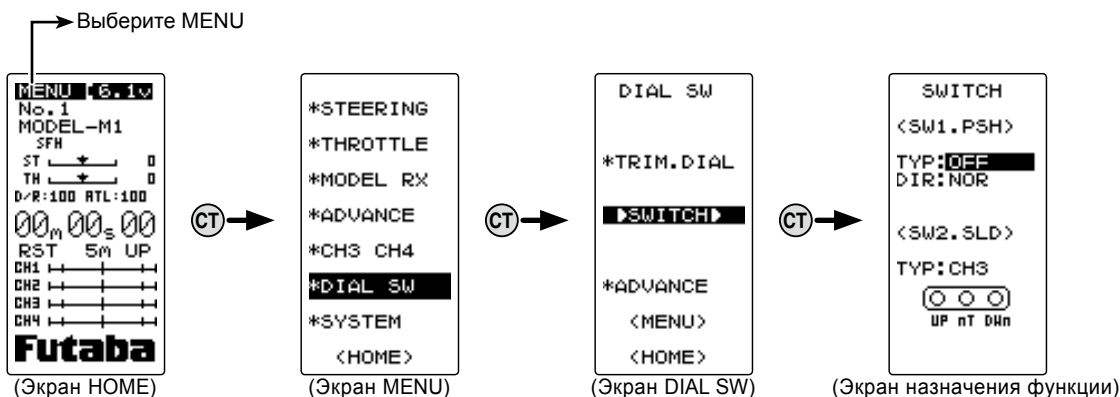 Выберите MENU
MENU 6.1v
No.1
MODEL-M1
SFH
ST 0
TH 0
D/R:100 ATL:100
00m00s00
RST 5m UP
CH1
CH2
CH3
CH4
Futaba
(Экран HOME)
CT
*STEERING
*THROTTLE
*MODEL RX
*ADVANCE
*CH3 CH4
*DIAL SW
*SYSTEM
<HOME>
(Экран MENU)
CT
DIAL SW
*TRIM.DIAL
▶SWITCH▶
*ADVANCE
<MENU>
<HOME>
(Экран DIAL SW)
CT
SWITCH
<SW1.PSH>
TYP:OFF
DIR:NOR
<SW2.SLD>
TYP:CH3
UP nT DWn
(Экран назначения функции)